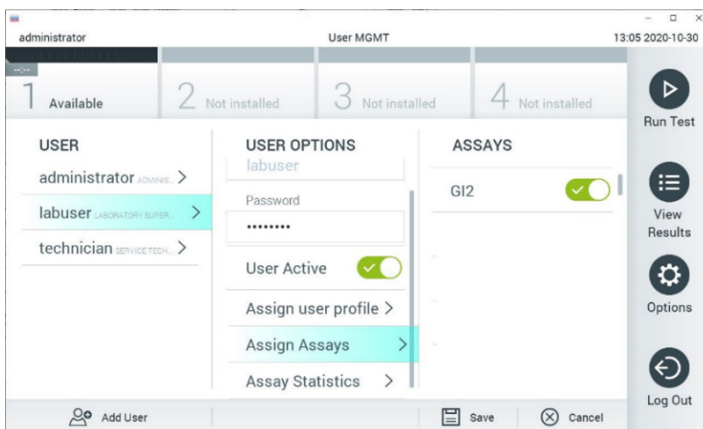 administrator User MGMT 13:05 2020-10-30
1 Available 2 Not installed 3 Not installed 4 Not installed
Run Test
USER
administrator
labuser
technician
USER OPTIONS
labuser
Password
••••••••
User Active
Assign user profile
Assign Assays
Assay Statistics
ASSAYS
GI2
View
Results
Options
Log Out
Add User Save Cancel